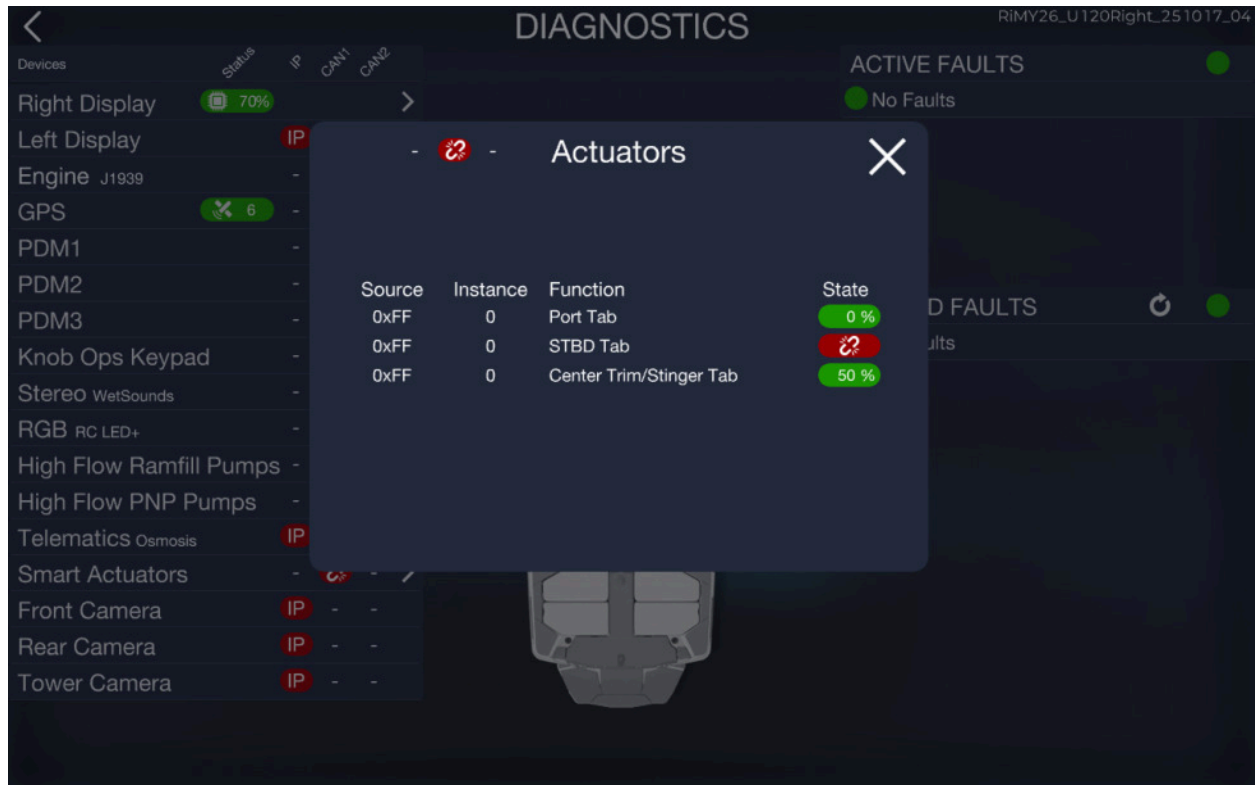 DIAGNOSTICS
RiMY26_U120Right_251017_04
Devices Status IP CAN1 CAN2
Right Display 70%
Left Display IP
Engine J1939 -
GPS 6 -
PDM1 -
PDM2 -
PDM3 -
Knob Ops Keypad -
Stereo WetSounds -
RGB RC LED+ -
High Flow Ramfill Pumps -
High Flow PNP Pumps -
Telematics Osmosis IP
Smart Actuators - -
Front Camera IP - -
Rear Camera IP - -
Tower Camera IP - -
- - Actuators
Source Instance Function State
0xFF 0 Port Tab 0 %
0xFF 0 STBD Tab
0xFF 0 Center Trim/Stinger Tab 50 %
ACTIVE FAULTS
No Faults
D FAULTS
ults